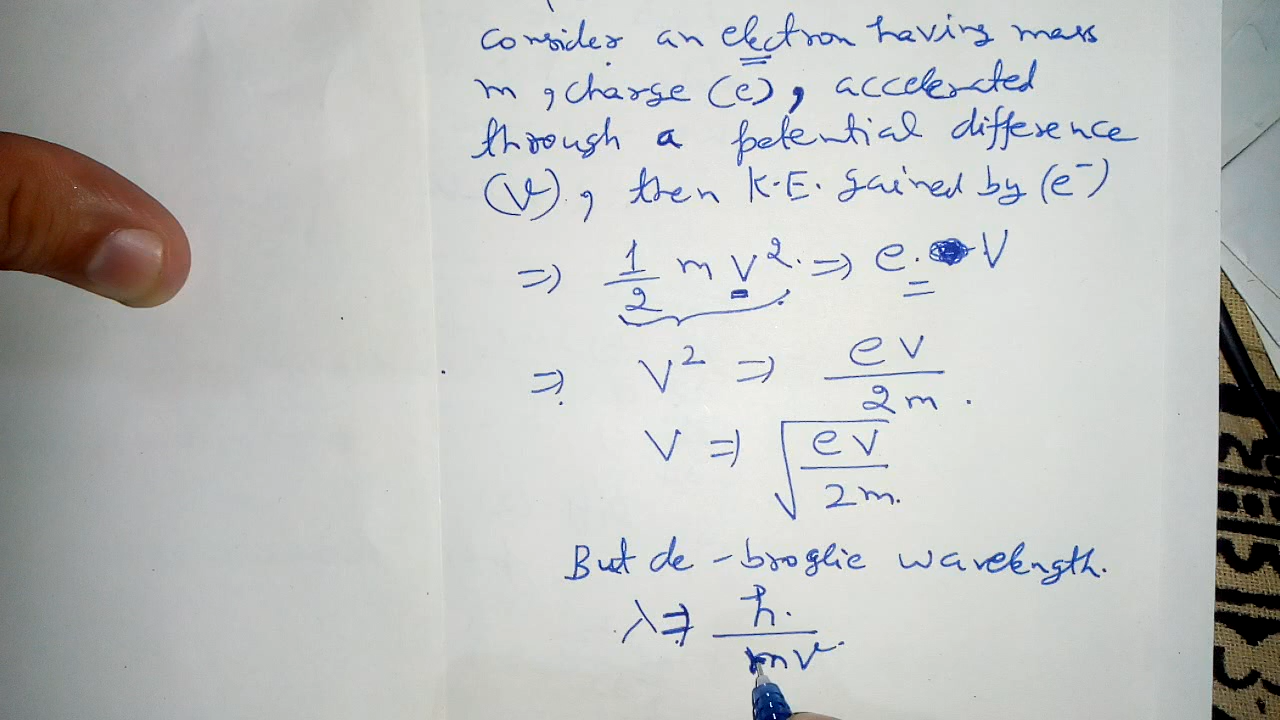 consider an electron having mass
m, charge (e), accelerated
through a potential difference
(V), then K.E. gained by (e⁻)
⇒ 1/2 m v². ⇒ e. V
⇒. V² ⇒ eV/2m.
V ⇒ √(eV/2m.)
But de-broglie wavelength.
λ ⇒ h./mv.